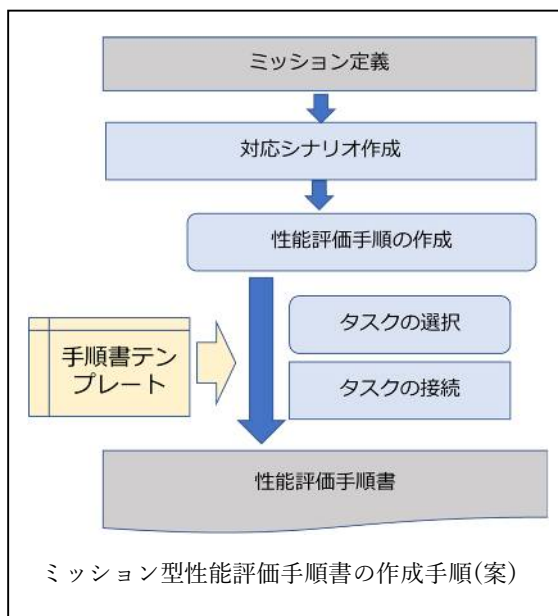 ミッション定義
対応シナリオ作成
性能評価手順の作成
タスクの選択
手順書テン
プレート
タスクの接続
性能評価手順書
ミッション型性能評価手順書の作成手順(案)